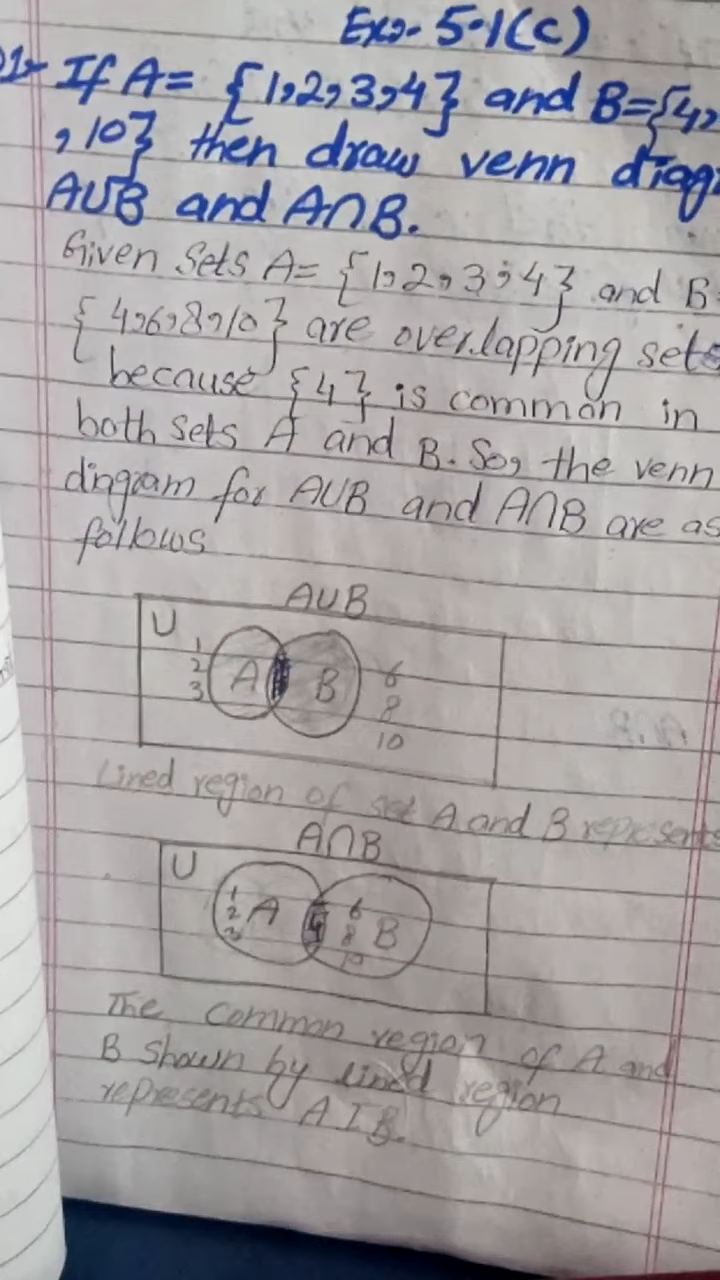 Ex:- 5.1(c)
Q1:- If A= {1,2,3,4} and B={4,
,10} then draw venn diag
AUB and A∩B.
Given sets A= {1,2,3,4} and B
{4,6,8,10} are overlapping sets
because {4} is common in
both sets A and B. So, the venn
dingram for AUB and A∩B are as
follows
AUB
U
1
2
3
A
B
6
8
10
Lined region of set A and B represents
A∩B
U
1
2
3
A
4
6
8
10
B
The common region of A and
B shown by lined region
represents A I B.